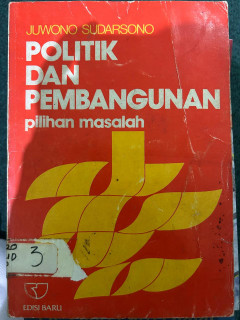 JUWONO SUDARSONO
POLITIK
DAN
PEMBANGUNAN
pilihan masalah
3
EDISI BARU